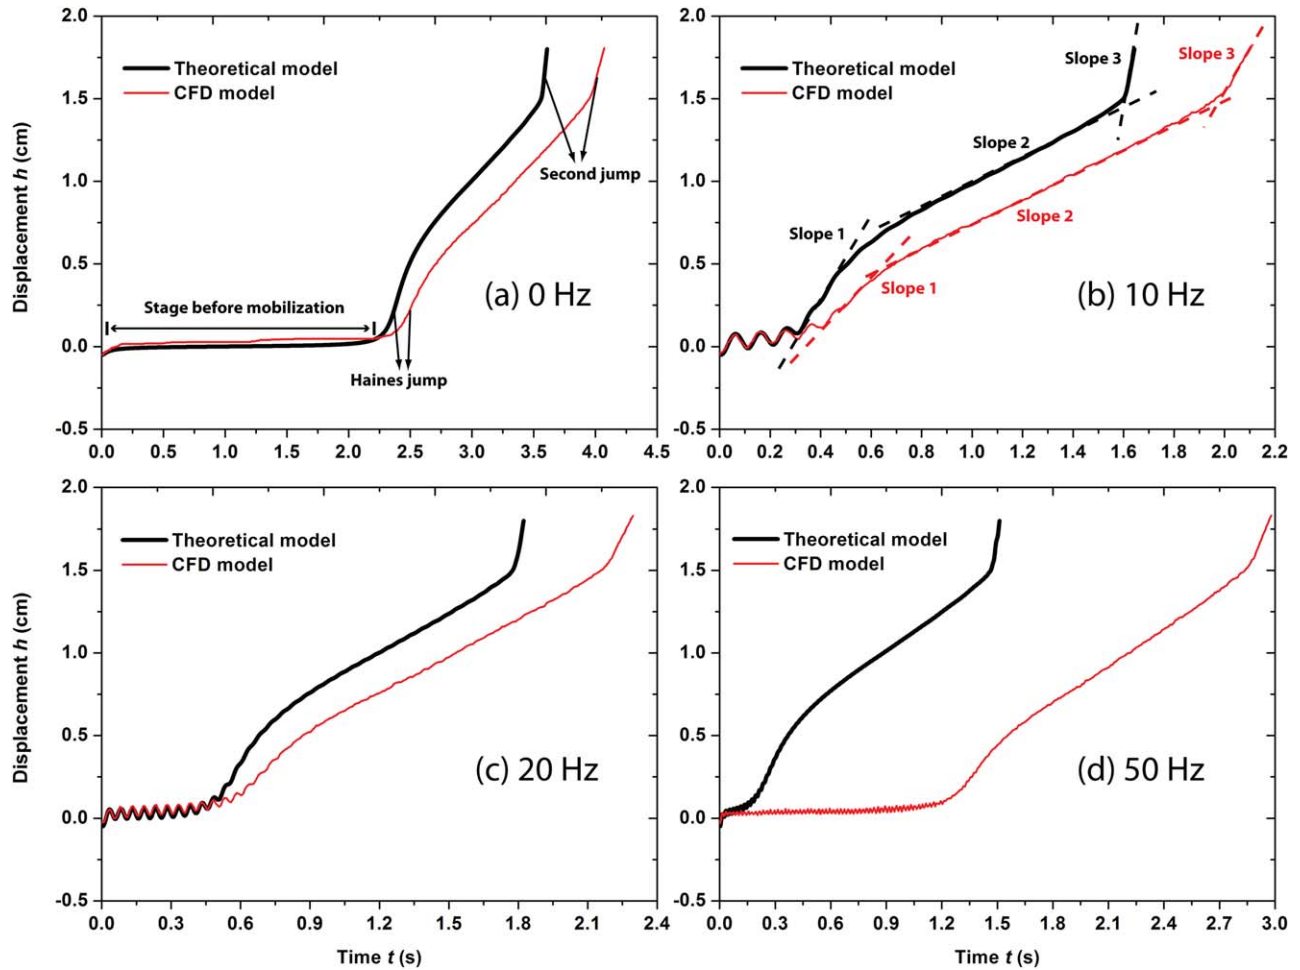 2.0
1.5
1.0
0.5
0.0
-0.5
Displacement h (cm)
Theoretical model
CFD model
Second jump
Stage before mobilization
(a) 0 Hz
Haines jump
0.0 0.5 1.0 1.5 2.0 2.5 3.0 3.5 4.0 4.5
2.0
1.5
1.0
0.5
0.0
-0.5
Theoretical model
CFD model
Slope 3
Slope 3
Slope 2
Slope 2
Slope 1
Slope 1
(b) 10 Hz
0.0 0.2 0.4 0.6 0.8 1.0 1.2 1.4 1.6 1.8 2.0 2.2
2.0
1.5
1.0
0.5
0.0
-0.5
Displacement h (cm)
Theoretical model
CFD model
(c) 20 Hz
0.0 0.3 0.6 0.9 1.2 1.5 1.8 2.1 2.4
Time t (s)
2.0
1.5
1.0
0.5
0.0
-0.5
Theoretical model
CFD model
(d) 50 Hz
0.0 0.3 0.6 0.9 1.2 1.5 1.8 2.1 2.4 2.7 3.0
Time t (s)